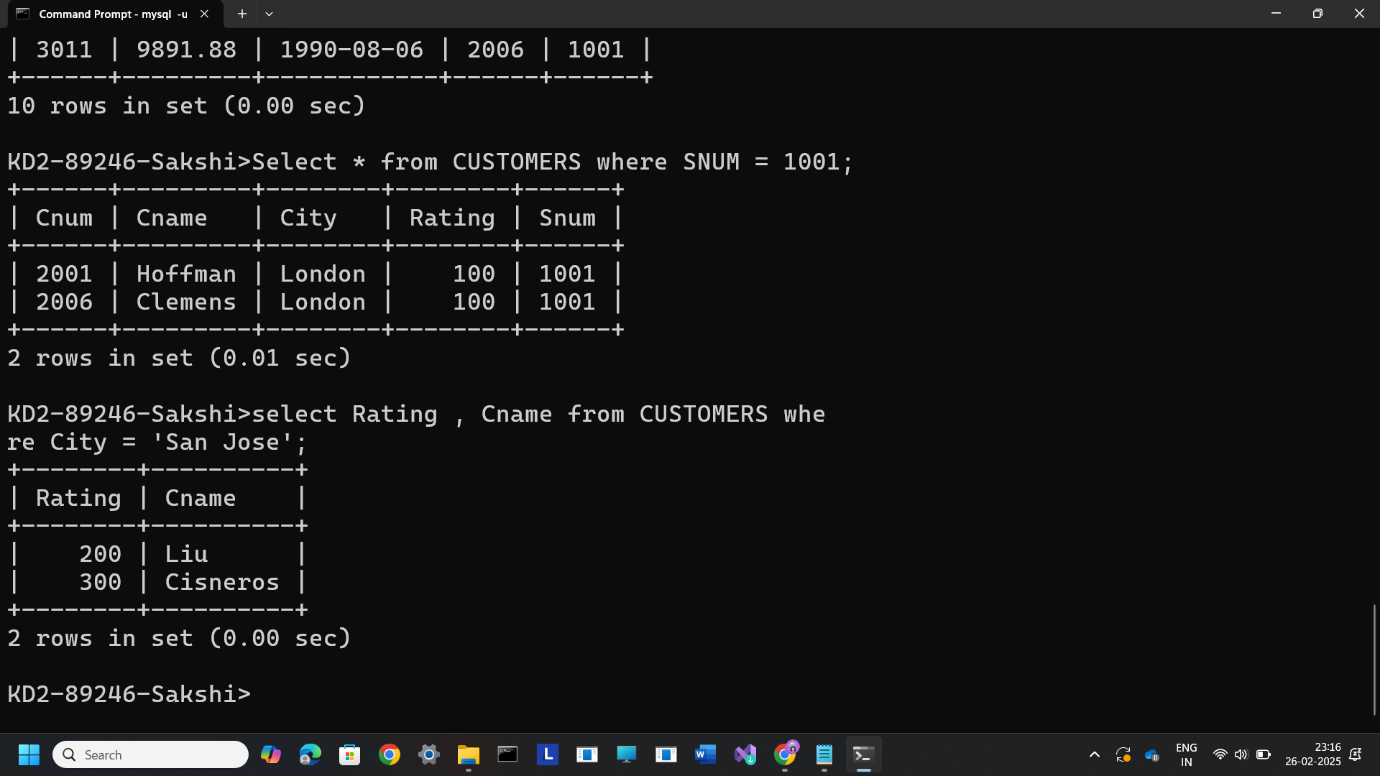 Command Prompt - mysql -u
| 3011 | 9891.88 | 1990-08-06 | 2006 | 1001 |
+------+---------+------------+------+------+
10 rows in set (0.00 sec)
KD2-89246-Sakshi>Select * from CUSTOMERS where SNUM = 1001;
+------+---------+--------+--------+------+
| Cnum | Cname   | City   | Rating | Snum |
+------+---------+--------+--------+------+
| 2001 | Hoffman | London |    100 | 1001 |
| 2006 | Clemens | London |    100 | 1001 |
+------+---------+--------+--------+------+
2 rows in set (0.01 sec)
KD2-89246-Sakshi>select Rating , Cname from CUSTOMERS whe
re City = 'San Jose';
+--------+----------+
| Rating | Cname    |
+--------+----------+
|    200 | Liu      |
|    300 | Cisneros |
+--------+----------+
2 rows in set (0.00 sec)
KD2-89246-Sakshi>
Search
L
W
ENG
IN
23:16
26-02-2025